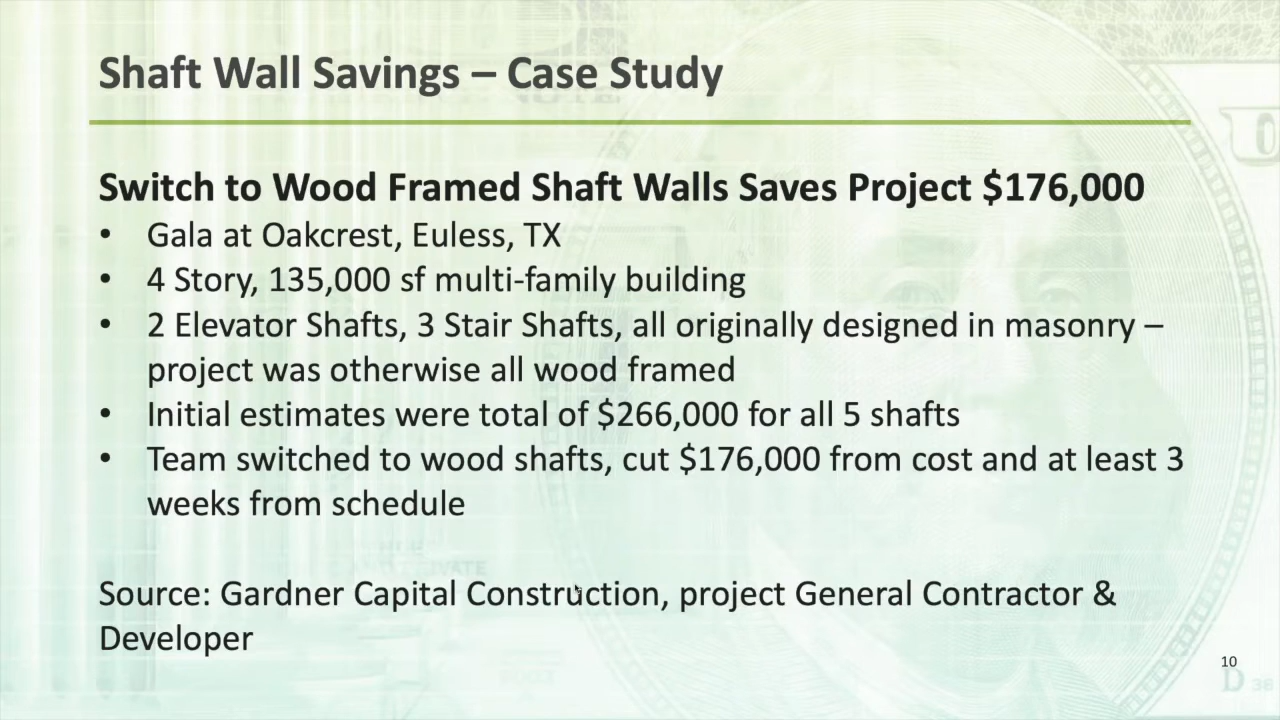 Shaft Wall Savings – Case Study
Switch to Wood Framed Shaft Walls Saves Project $176,000
• Gala at Oakcrest, Euless, TX
• 4 Story, 135,000 sf multi-family building
• 2 Elevator Shafts, 3 Stair Shafts, all originally designed in masonry –
project was otherwise all wood framed
• Initial estimates were total of $266,000 for all 5 shafts
• Team switched to wood shafts, cut $176,000 from cost and at least 3
weeks from schedule
Source: Gardner Capital Construction, project General Contractor &
Developer
10